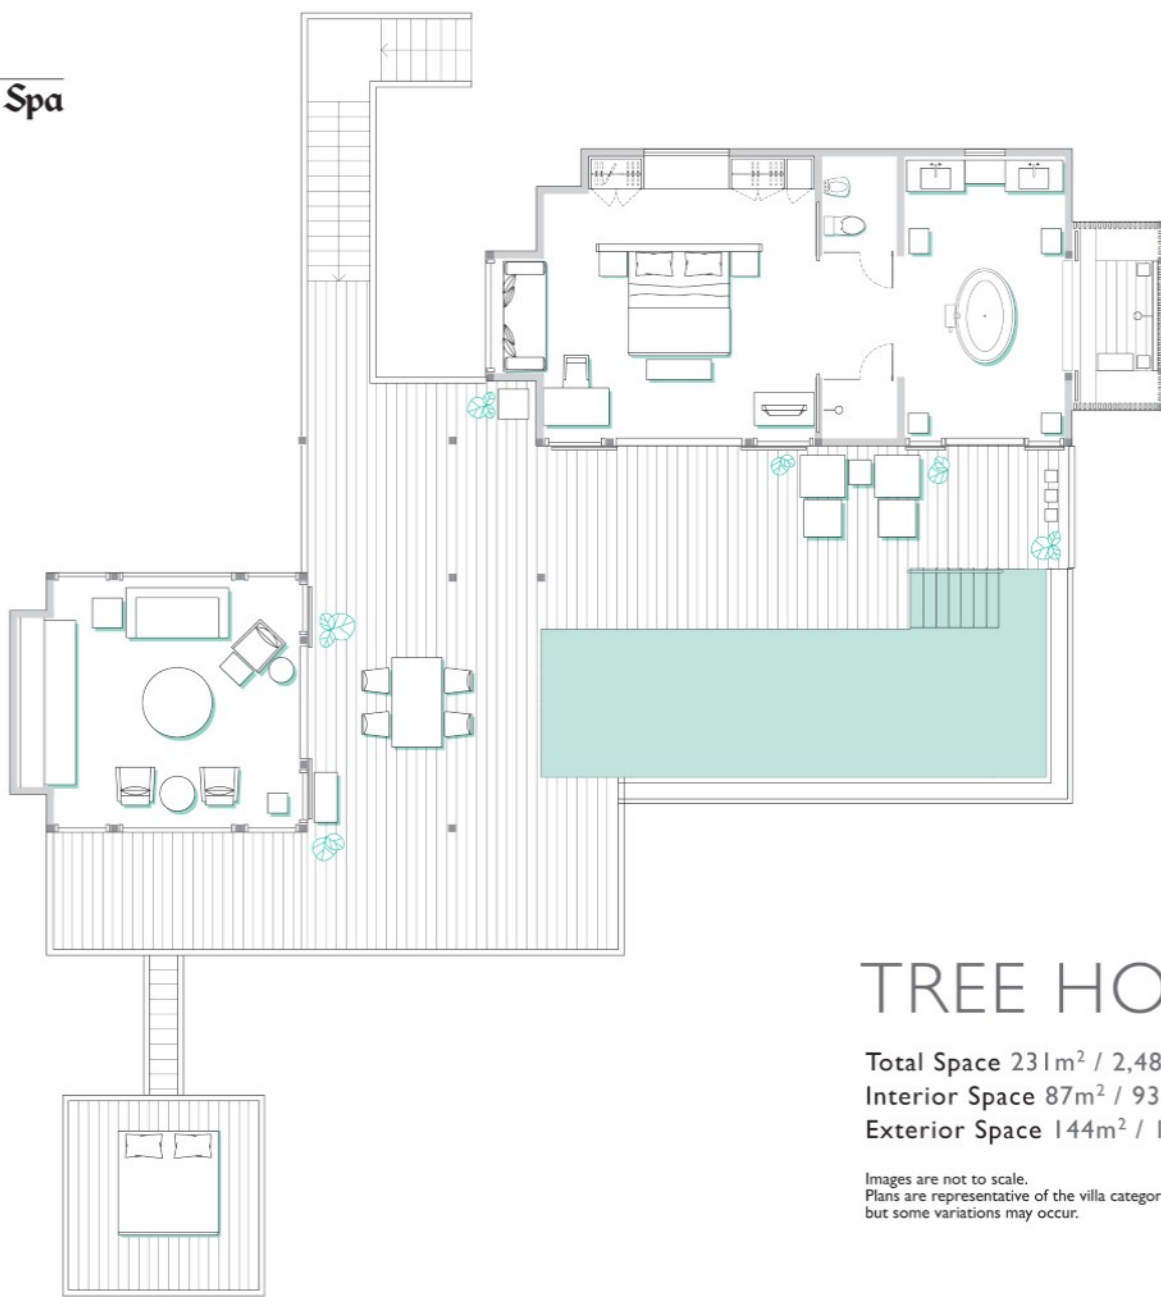 Spa
TREE HO
Total Space 231m² / 2,48
Interior Space 87m² / 93
Exterior Space 144m² / 1
Images are not to scale.
Plans are representative of the villa categor
but some variations may occur.